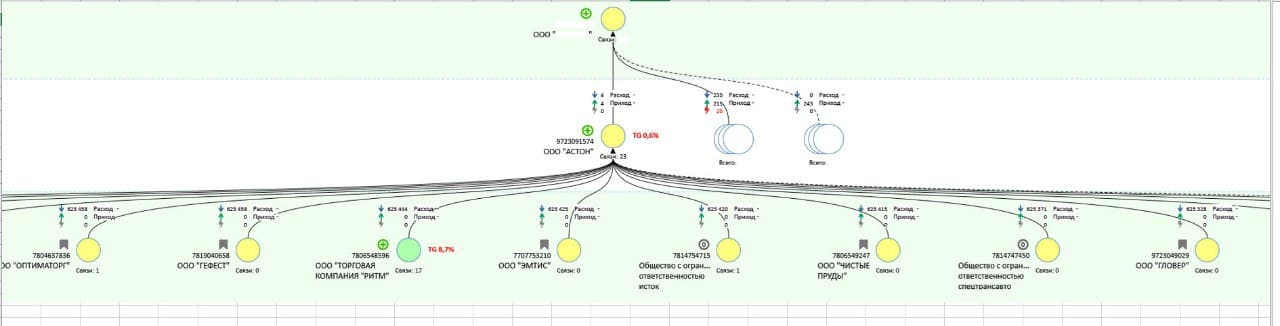 ООО "          "
Связи:
4 Расход -
4 Приход -
0
235 Расход -
215 Приход -
20
0 Расход -
243 Приход -
0
9723091574
ООО "АСТОН"
TG 0,6%
Связи: 23
Всего:
Всего:
625 458 Расход -
0 Приход -
0
7804637836
ОО "ОПТИМАТОРГ"
Связи: 1
625 458 Расход -
0 Приход -
0
7819040658
ООО "ГЕФЕСТ"
Связи: 0
625 444 Расход -
0 Приход -
0
7806548596
ООО "ТОРГОВАЯ
КОМПАНИЯ "РИТМ"
TG 8,7%
Связи: 17
625 425 Расход -
0 Приход -
0
7707753210
ООО "ЭМТИС"
Связи: 0
625 420 Расход -
0 Приход -
0
7814754715
Общество с огран...
ответственностью
исток
Связи: 1
625 415 Расход -
0 Приход -
0
7806549247
ООО "ЧИСТЫЕ
ПРУДЫ"
Связи: 0
625 371 Расход -
0 Приход -
0
7814747450
Общество с огран...
ответственностью
спецтрансавто
Связи: 0
625 328 Расход -
0 Приход -
0
9723049029
ООО "ГЛОВЕР"
Связи: 0